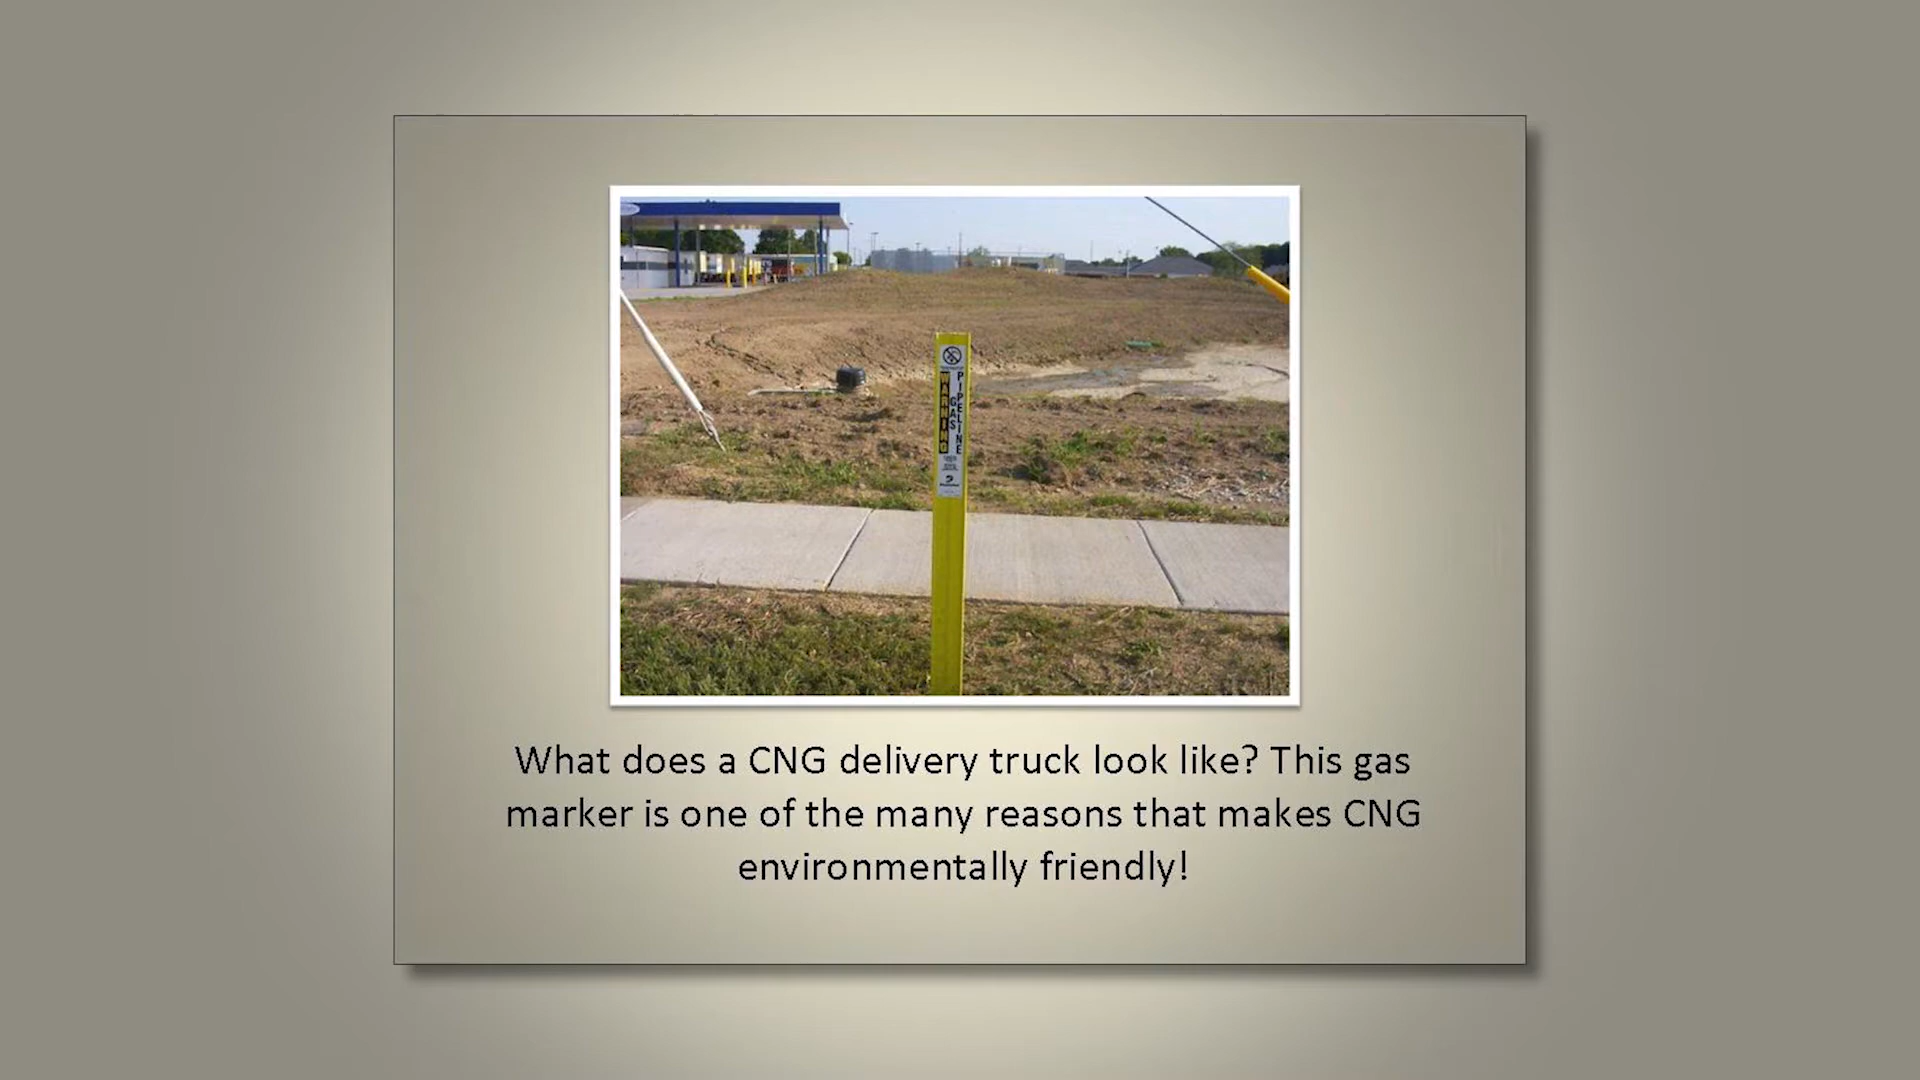 WARNING
GAS
PIPELINE
What does a CNG delivery truck look like? This gas
marker is one of the many reasons that makes CNG
environmentally friendly!